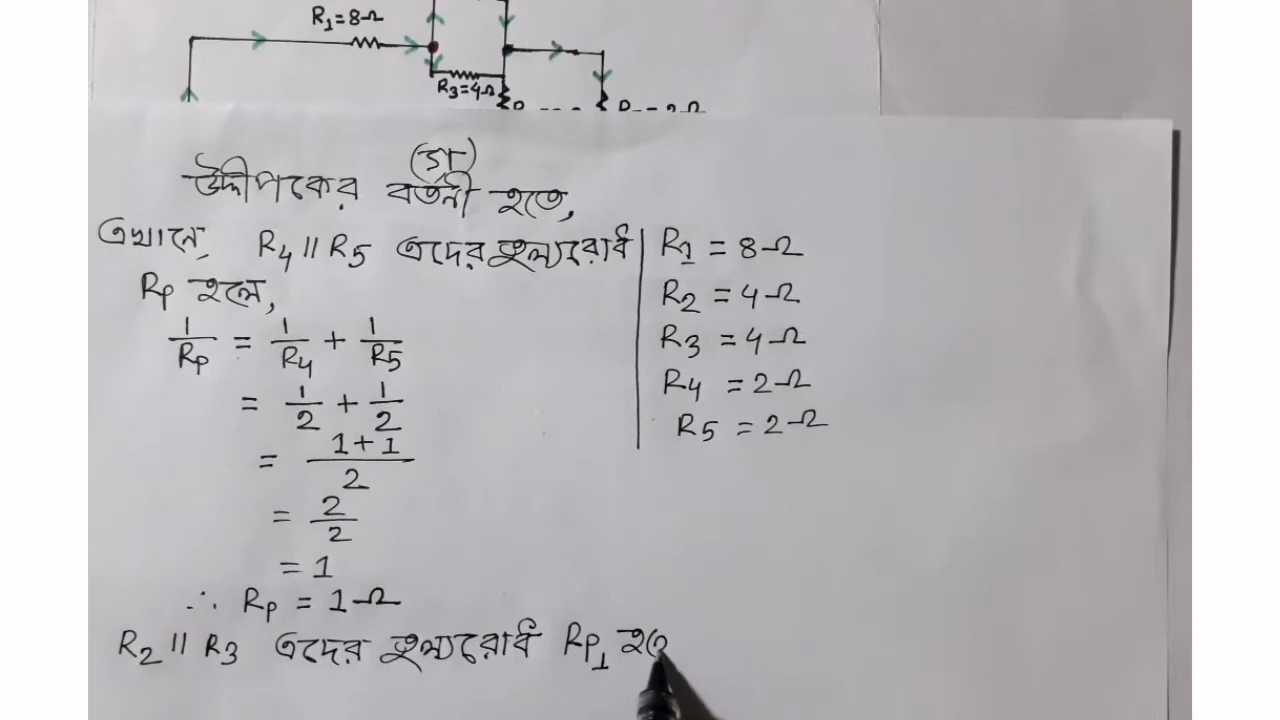 R₁=8Ω
R₃=4Ω
(গ)
উদ্দীপকের বর্তনী হতে,
এখানে, R₄ || R₅ এদের তুল্যরোধ
Rₚ হলে,
1/Rₚ = 1/R₄ + 1/R₅
= 1/2 + 1/2
= (1+1)/2
= 2/2
= 1
∴ Rₚ = 1Ω
R₂ || R₃ এদের তুল্যরোধ Rₚ₁
R₁ = 8Ω
R₂ = 4Ω
R₃ = 4Ω
R₄ = 2Ω
R₅ = 2Ω